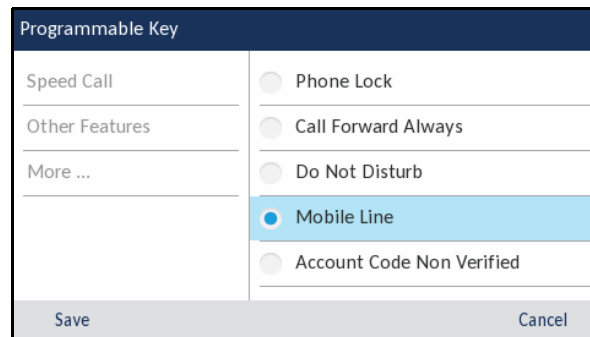 Programmable Key
Speed Call
Other Features
More ...
Phone Lock
Call Forward Always
Do Not Disturb
Mobile Line
Account Code Non Verified
Save
Cancel